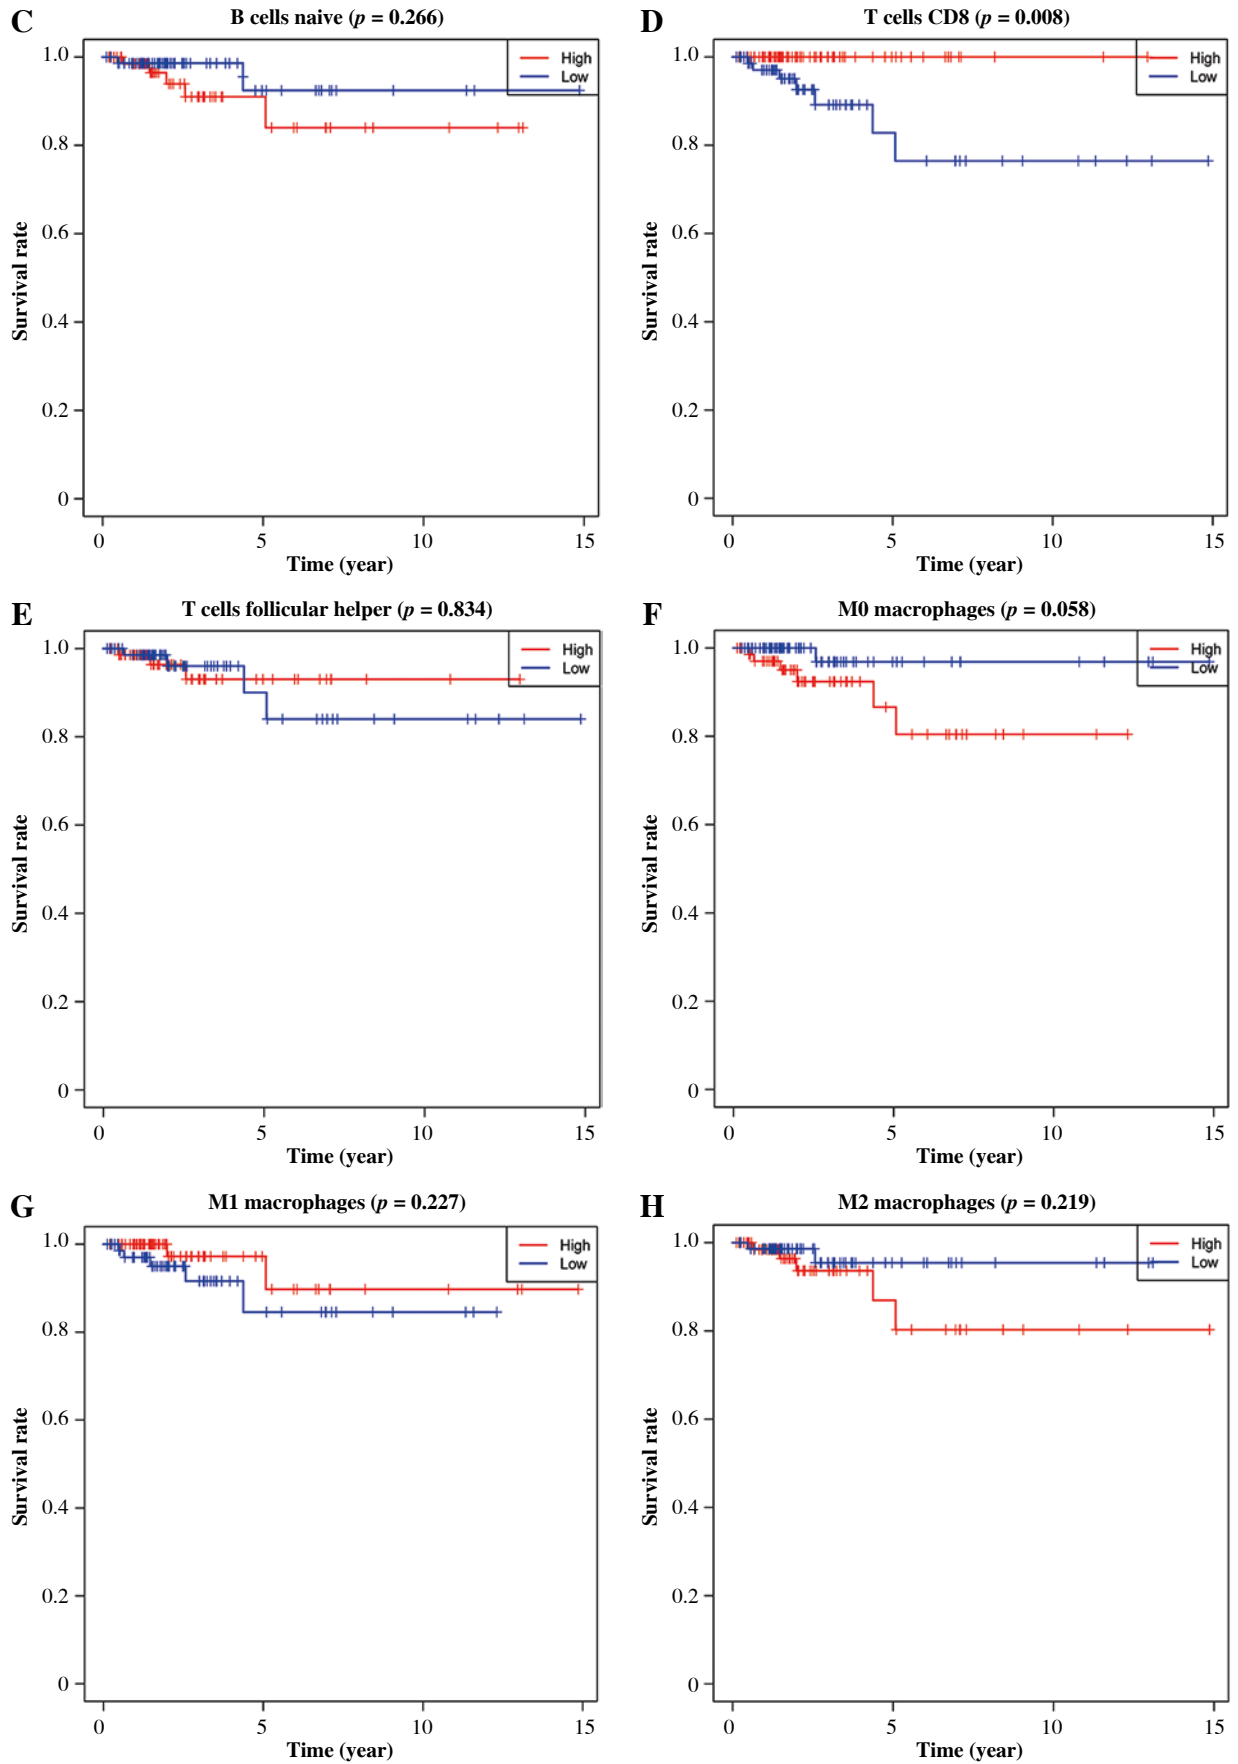 C
B cells naive (p = 0.266)
1.0
0.8
0.6
0.4
0.2
0
Survival rate
High
Low
0 5 10 15
Time (year)
D
T cells CD8 (p = 0.008)
1.0
0.8
0.6
0.4
0.2
0
Survival rate
High
Low
0 5 10 15
Time (year)
E
T cells follicular helper (p = 0.834)
1.0
0.8
0.6
0.4
0.2
0
Survival rate
High
Low
0 5 10 15
Time (year)
F
M0 macrophages (p = 0.058)
1.0
0.8
0.6
0.4
0.2
0
Survival rate
High
Low
0 5 10 15
Time (year)
G
M1 macrophages (p = 0.227)
1.0
0.8
0.6
0.4
0.2
0
Survival rate
High
Low
0 5 10 15
Time (year)
H
M2 macrophages (p = 0.219)
1.0
0.8
0.6
0.4
0.2
0
Survival rate
High
Low
0 5 10 15
Time (year)